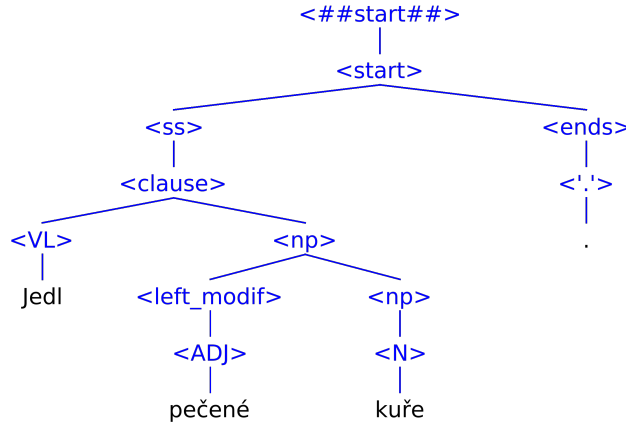 <##start##>
<start>
<ss> <ends>
<clause> <'.'>
<VL> <np> .
Jedl <left_modif> <np>
<ADJ> <N>
pečené kuře